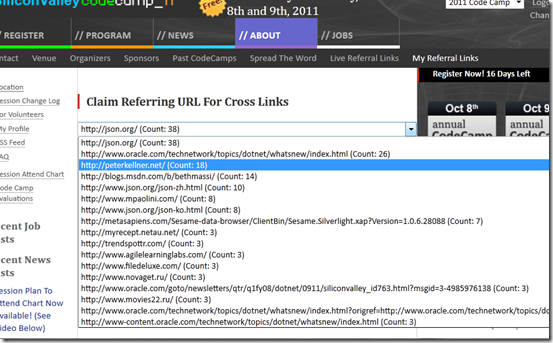 siliconvalleycodecamp_
Free!
8th and 9th, 2011
2011 Code Camp
// REGISTER // PROGRAM // NEWS // ABOUT // JOBS
Venue Organizers Sponsors Past CodeCamps Spread The Word Live Referral Links My Referral Links
Register Now! 16 Days Left
Claim Referring URL For Cross Links
Oct 8th
Oct 9
annual
CodeCamp
http://json.org/ (Count: 38)
http://json.org/ (Count: 38)
http://www.oracle.com/technetwork/topics/dotnet/whatsnew/index.html (Count: 26)
http://peterkellner.net/ (Count: 18)
http://blogs.msdn.com/b/bethmassi/ (Count: 14)
http://www.json.org/json-zh.html (Count: 10)
http://www.mpaolini.com/ (Count: 8)
http://www.json.org/json-ko.html (Count: 8)
http://metasapiens.com/Sesame-data-browser/ClientBin/Sesame.Silverlight.xap?Version=1.0.6.28088 (Count: 7)
http://myrecept.netau.net/ (Count: 3)
http://trendspottr.com/ (Count: 3)
http://www.agilelearninglabs.com/ (Count: 3)
http://www.filedeluxe.com/ (Count: 3)
http://www.novaget.ru/ (Count: 3)
http://www.oracle.com/goto/newsletters/qtr/q1fy08/dotnet/0911/siliconvalley_id763.html?msgid=3-4985976138 (Count: 3)
http://www.movies22.ru/ (Count: 3)
http://www.oracle.com/technetwork/topics/dotnet/whatsnew/index.html?origref=http://www.oracle.com/technetwork/topics/do
http://www-content.oracle.com/technetwork/topics/dotnet/whatsnew/index.html (Count: 3)
ocation
ession Change Log
or Volunteers
y Profile
SS Feed
AQ
ession Attend Chart
ode Camp
valuations
ecent Job
sts
ecent News
sts
ession Plan To
ttend Chart Now
vailable! (See
ideo Below)